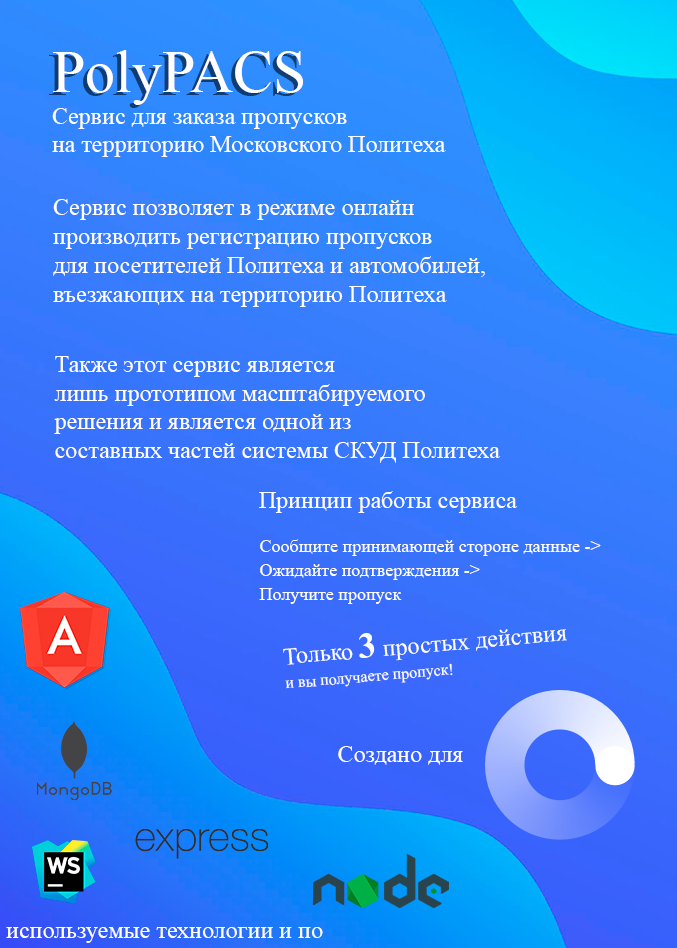 PolyPACS
Сервис для заказа пропусков
на территорию Московского Политеха
Сервис позволяет в режиме онлайн
производить регистрацию пропусков
для посетителей Политеха и автомобилей,
въезжающих на территорию Политеха
Также этот сервис является
лишь прототипом масштабируемого
решения и является одной из
составных частей системы СКУД Политеха
Принцип работы сервиса
Сообщите принимающей стороне данные ->
Ожидайте подтверждения ->
Получите пропуск
Только 3 простых действия
и вы получаете пропуск!
Создано для
A
MongoDB
express
WS
node
используемые технологии и по